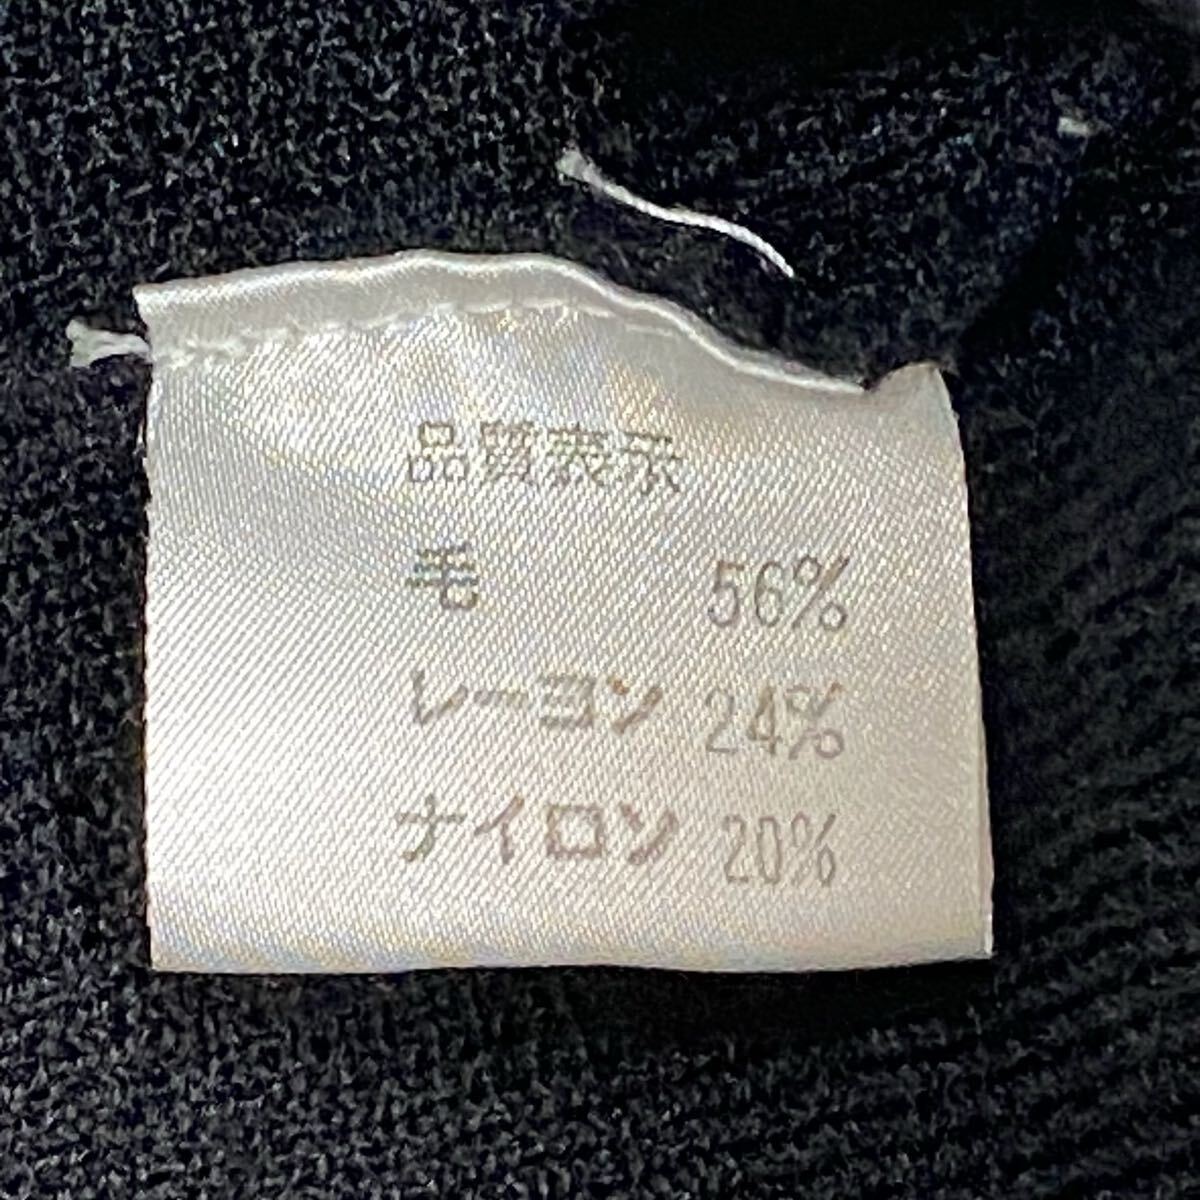 品質表示
毛 56%
レーヨン 24%
ナイロン 20%